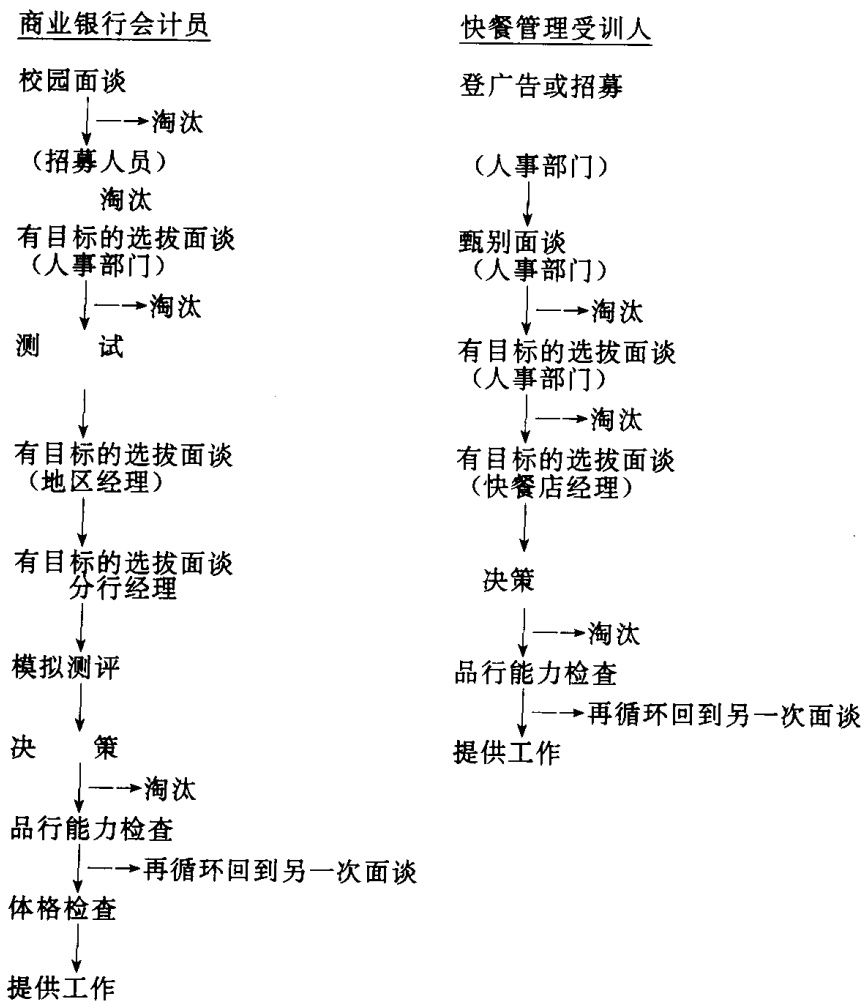 商业银行会计员
校园面谈
淘汰
（招募人员）
淘汰
有目标的选拔面谈
（人事部门）
淘汰
测 试
有目标的选拔面谈
（地区经理）
有目标的选拔面谈
分行经理
模拟测评
决 策
淘汰
品行能力检查
再循环回到另一次面谈
体格检查
提供工作
快餐管理受训人
登广告或招募
（人事部门）
甄别面谈
（人事部门）
淘汰
有目标的选拔面谈
（人事部门）
淘汰
有目标的选拔面谈
（快餐店经理）
决策
淘汰
品行能力检查
再循环回到另一次面谈
提供工作